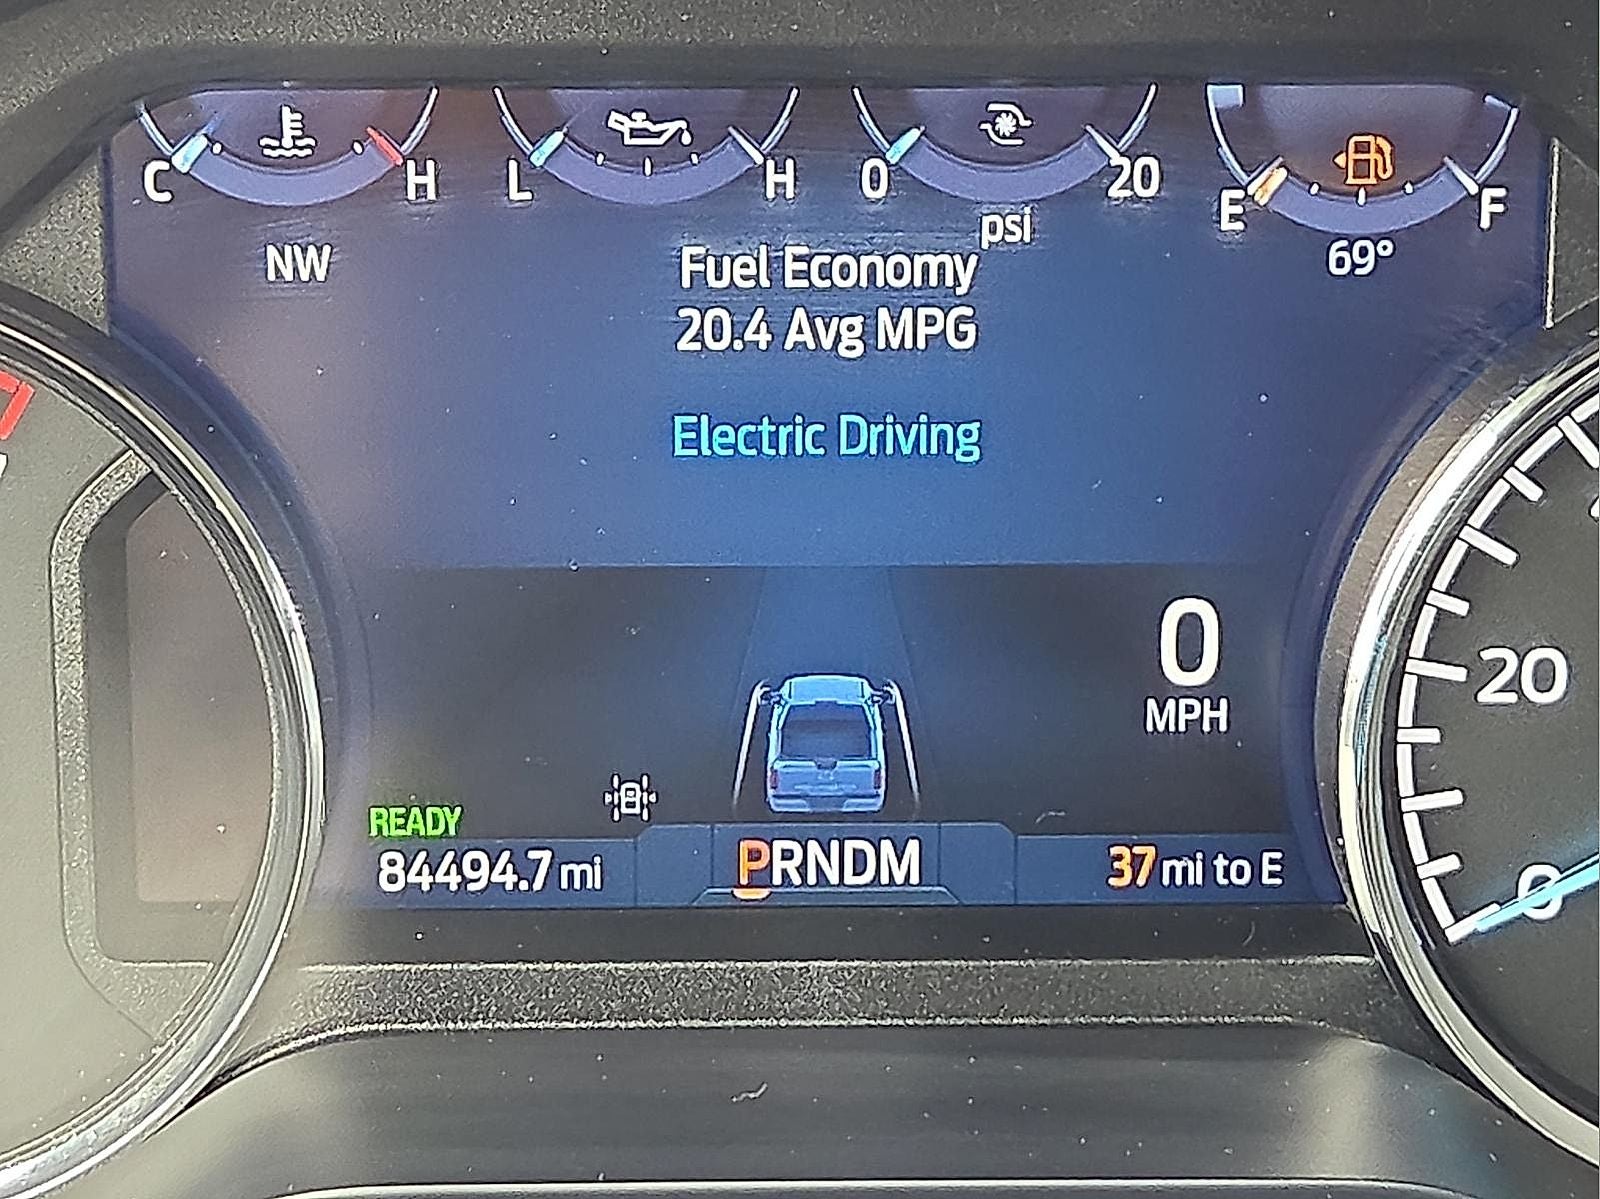 C H L H 0 20 E F
psi
NW
69°
Fuel Economy
20.4 Avg MPG
Electric Driving
0
MPH
READY
84494.7 mi
PRNDM
37 mi to E
20
0